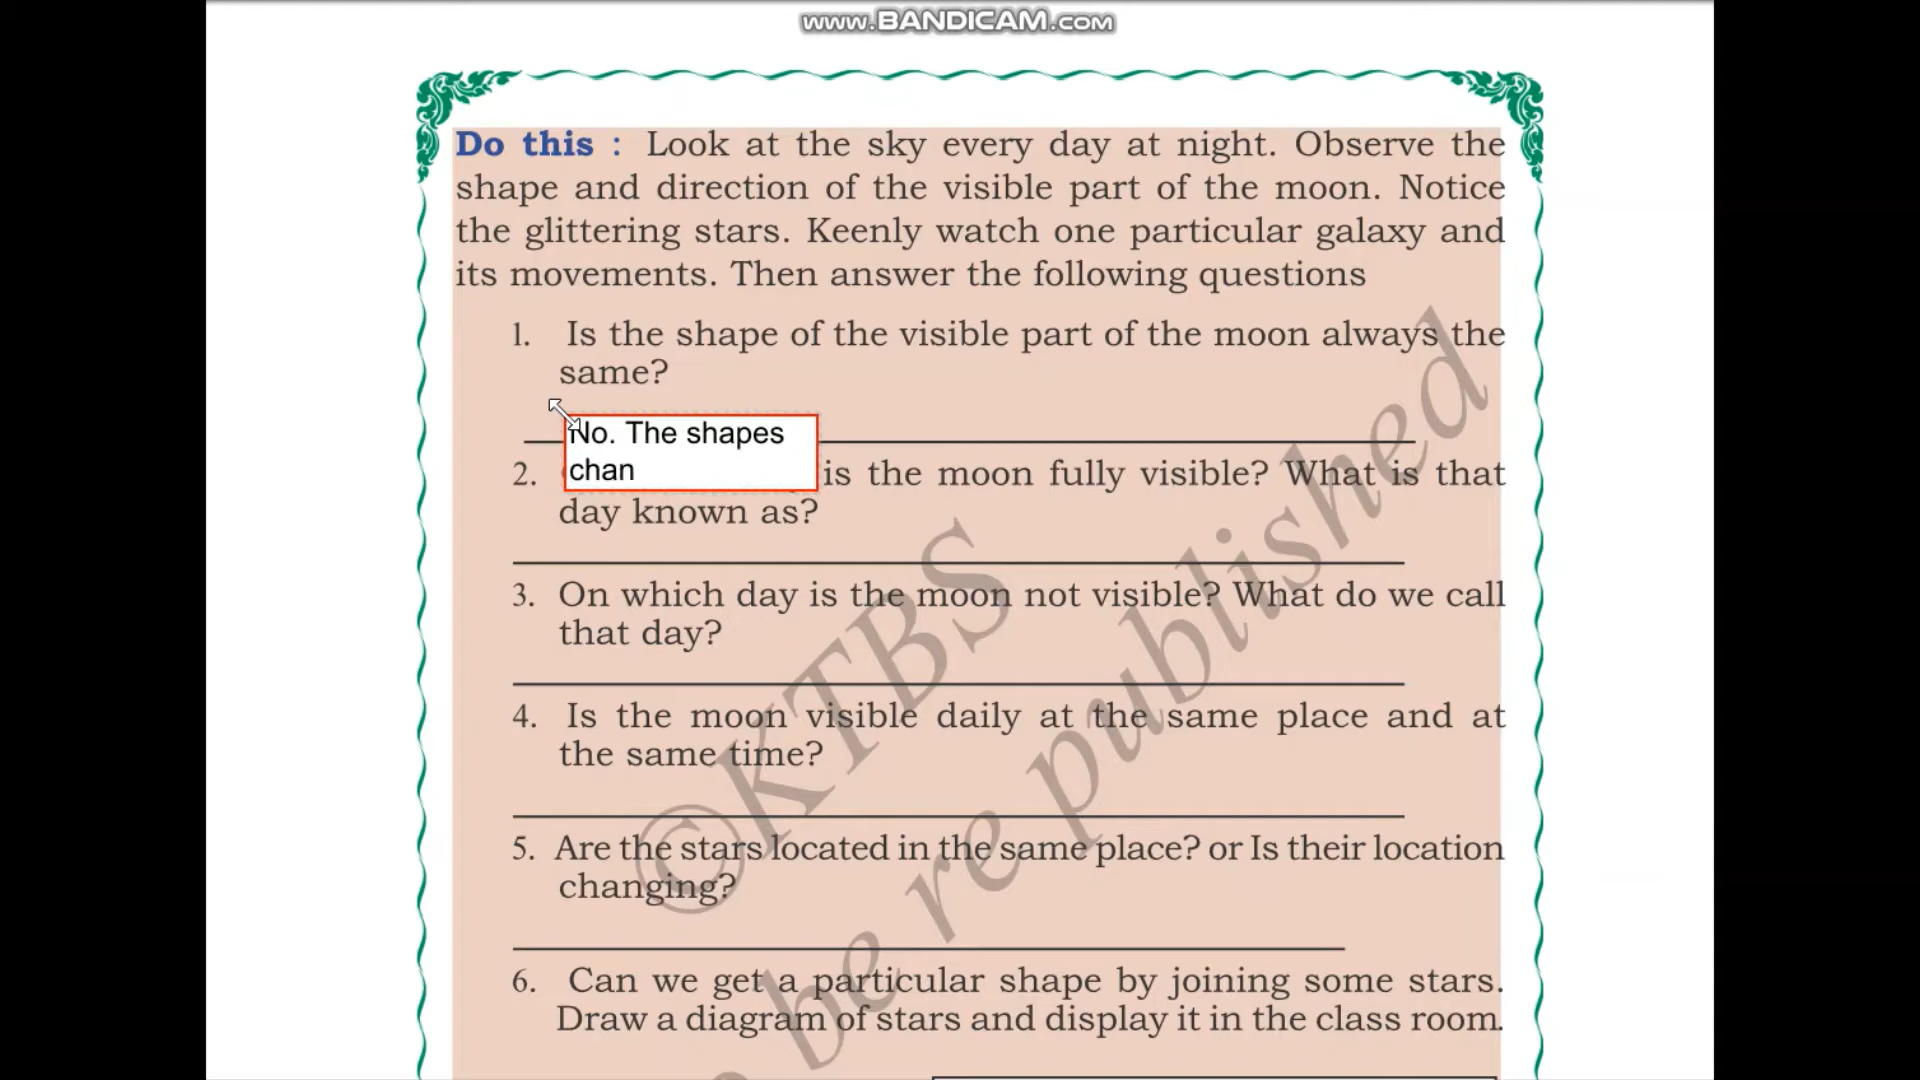 www.BANDICAM.com
Do this : Look at the sky every day at night. Observe the
shape and direction of the visible part of the moon. Notice
the glittering stars. Keenly watch one particular galaxy and
its movements. Then answer the following questions
1. Is the shape of the visible part of the moon always the
same?
No. The shapes
chan
2. is the moon fully visible? What is that
day known as?
3. On which day is the moon not visible? What do we call
that day?
4. Is the moon visible daily at the same place and at
the same time?
5. Are the stars located in the same place? or Is their location
changing?
6. Can we get a particular shape by joining some stars.
Draw a diagram of stars and display it in the class room.
©KTBS
be re published